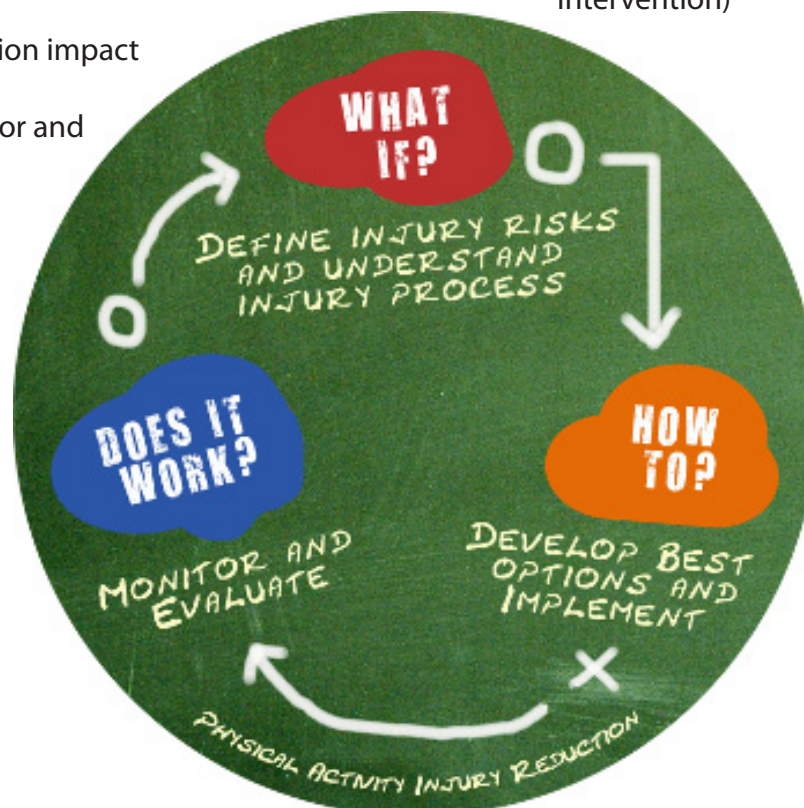 intervention)
ion impact
or and
WHAT
IF?
DEFINE INJURY RISKS
AND UNDERSTAND
INJURY PROCESS
HOW
TO?
DEVELOP BEST
OPTIONS AND
IMPLEMENT
DOES IT
WORK?
MONITOR AND
EVALUATE
PHYSICAL ACTIVITY INJURY REDUCTION